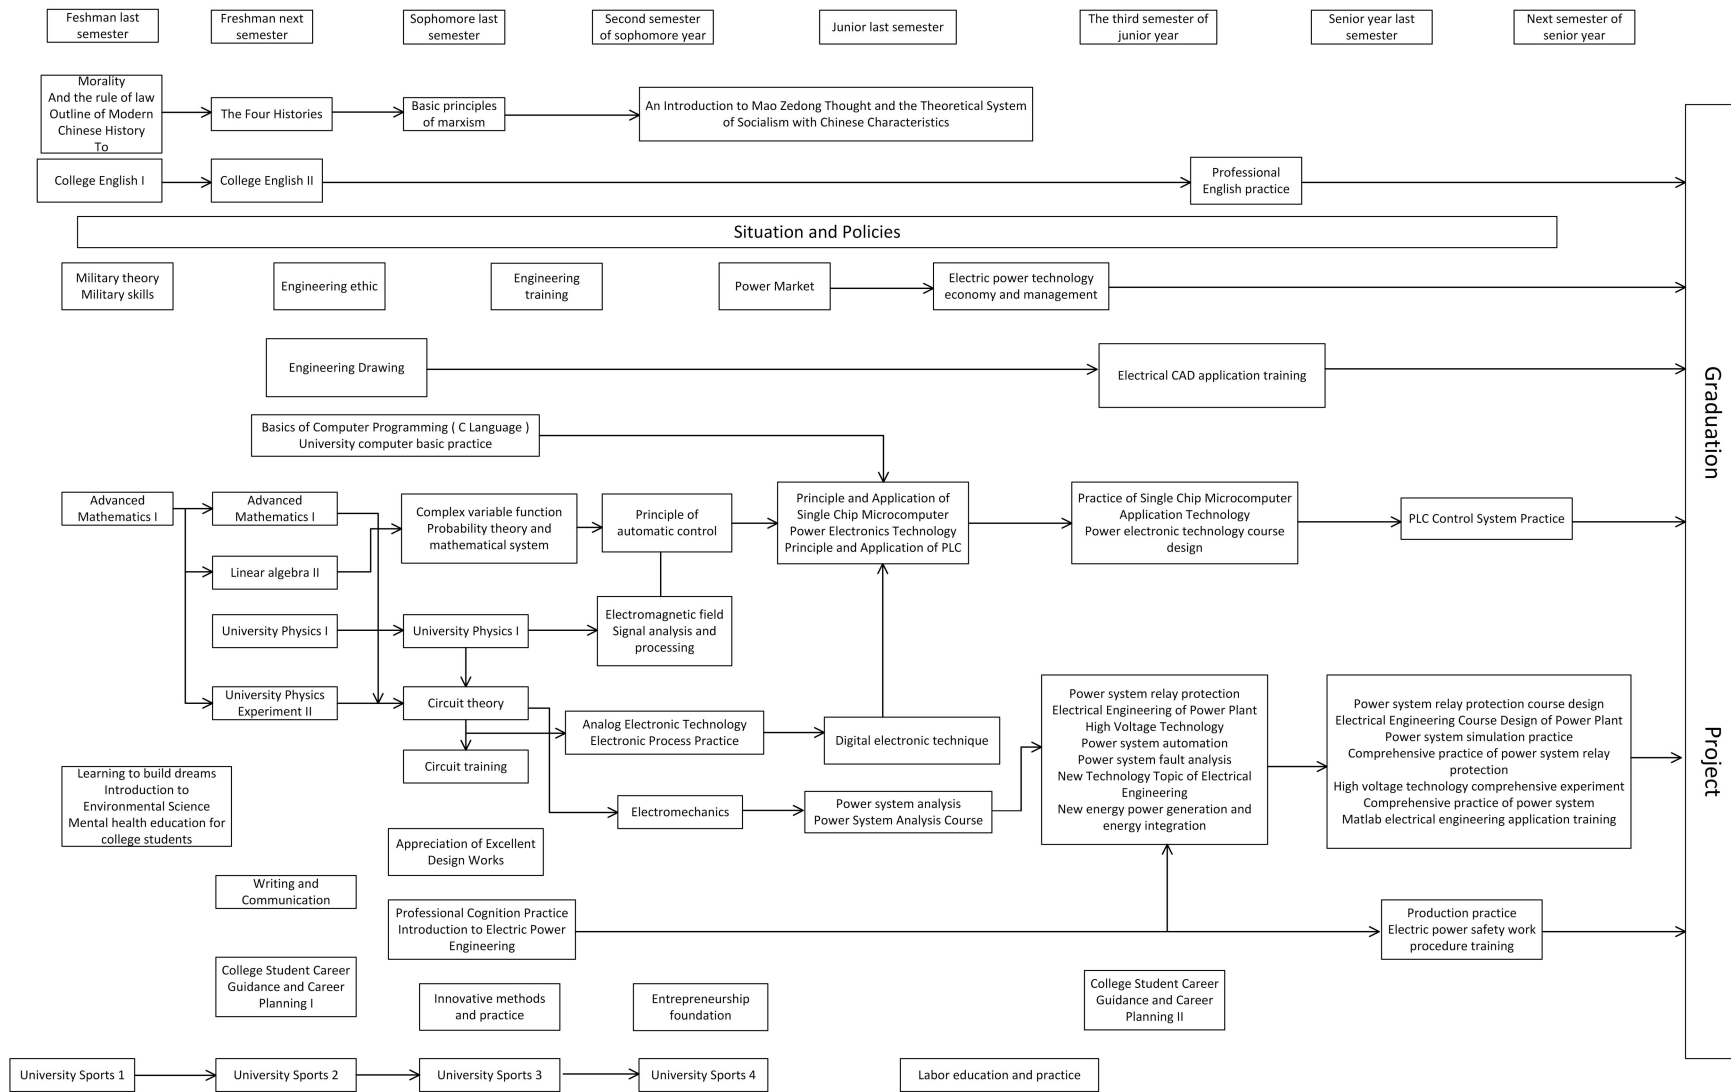 Feshman last
semester
Freshman next
semester
Sophomore last
semester
Second semester
of sophomore year
Junior last semester
The third semester of
junior year
Senior year last
semester
Next semester of
senior year
Morality
And the rule of law
Outline of Modern
Chinese History
To
The Four Histories
Basic principles
of marxism
An Introduction to Mao Zedong Thought and the Theoretical System
of Socialism with Chinese Characteristics
College English I
College English II
Professional
English practice
Situation and Policies
Military theory
Military skills
Engineering ethic
Engineering
training
Power Market
Electric power technology
economy and management
Engineering Drawing
Electrical CAD application training
Basics of Computer Programming ( C Language )
University computer basic practice
Advanced
Mathematics I
Advanced
Mathematics I
Complex variable function
Probability theory and
mathematical system
Principle of
automatic control
Principle and Application of
Single Chip Microcomputer
Power Electronics Technology
Principle and Application of PLC
Practice of Single Chip Microcomputer
Application Technology
Power electronic technology course
design
PLC Control System Practice
Linear algebra II
University Physics I
University Physics I
Electromagnetic field
Signal analysis and
processing
University Physics
Experiment II
Circuit theory
Analog Electronic Technology
Electronic Process Practice
Digital electronic technique
Circuit training
Power system relay protection
Electrical Engineering of Power Plant
High Voltage Technology
Power system automation
Power system fault analysis
New Technology Topic of Electrical
Engineering
New energy power generation and
energy integration
Power system relay protection course design
Electrical Engineering Course Design of Power Plant
Power system simulation practice
Comprehensive practice of power system relay
protection
High voltage technology comprehensive experiment
Comprehensive practice of power system
Matlab electrical engineering application training
Learning to build dreams
Introduction to
Environmental Science
Mental health education for
college students
Electromechanics
Power system analysis
Power System Analysis Course
Appreciation of Excellent
Design Works
Writing and
Communication
Professional Cognition Practice
Introduction to Electric Power
Engineering
Production practice
Electric power safety work
procedure training
College Student Career
Guidance and Career
Planning I
Innovative methods
and practice
Entrepreneurship
foundation
College Student Career
Guidance and Career
Planning II
University Sports 1
University Sports 2
University Sports 3
University Sports 4
Labor education and practice
Graduation Project